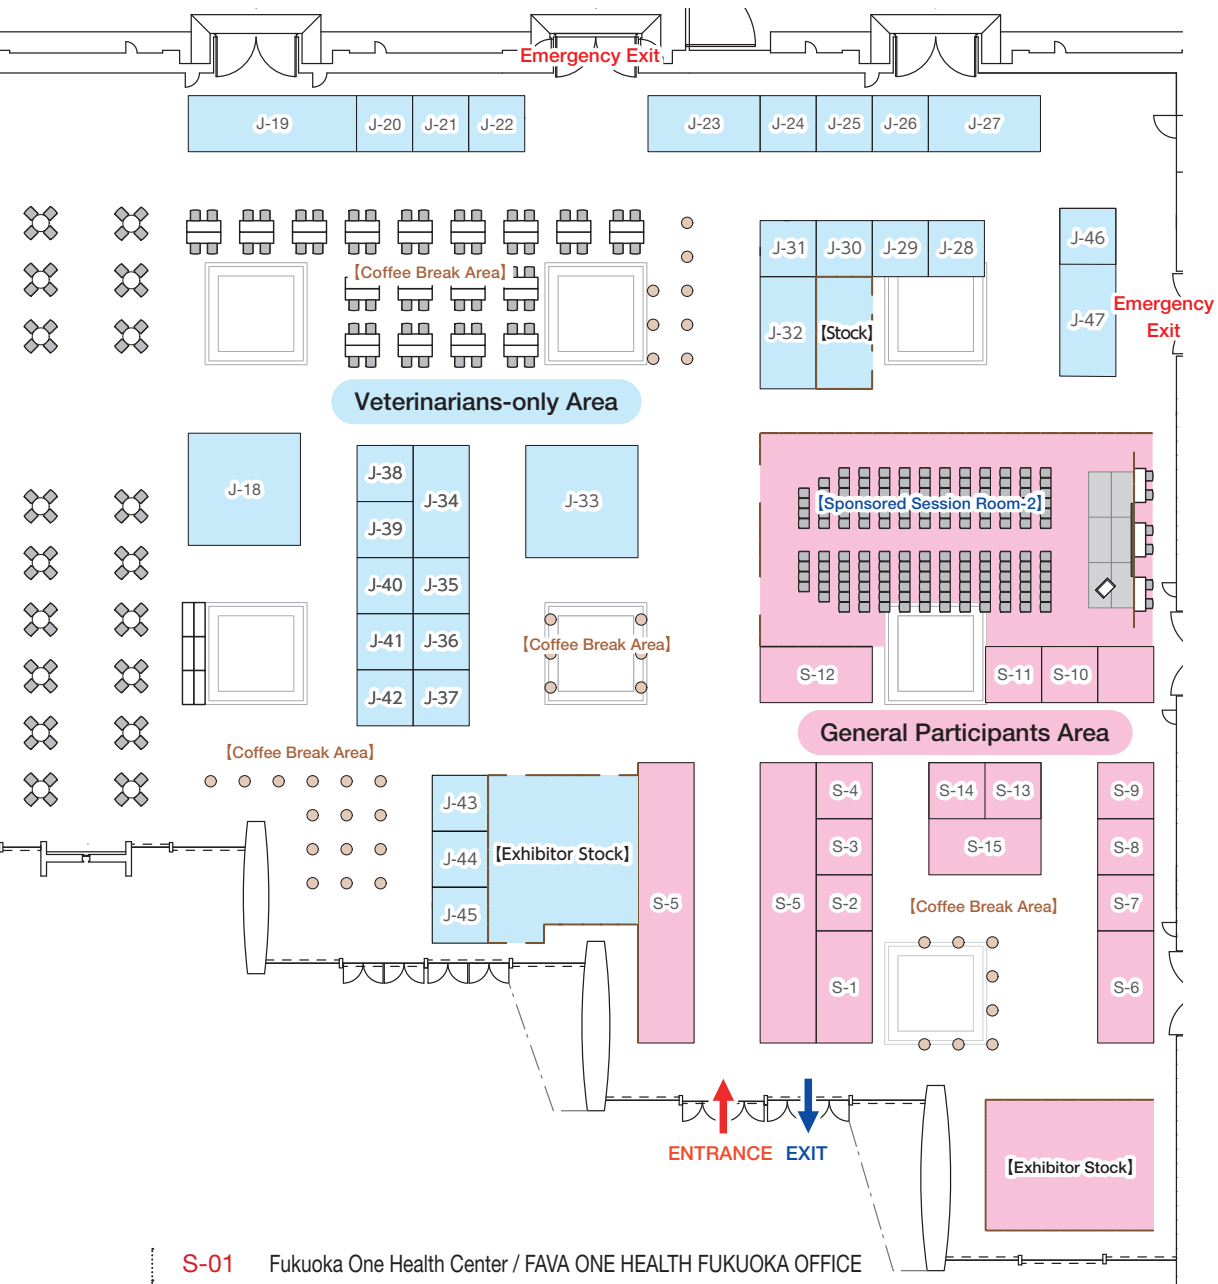 Emergency Exit
J-19
J-20
J-21
J-22
J-23
J-24
J-25
J-26
J-27
J-31
J-30
J-29
J-28
J-46
【Coffee Break Area】
J-32
【Stock】
J-47
Emergency
Exit
Veterinarians-only Area
J-18
J-38
J-34
J-39
J-33
【Sponsored Session Room-2】
J-40
J-35
J-41
J-36
【Coffee Break Area】
J-42
J-37
S-12
S-11
S-10
General Participants Area
【Coffee Break Area】
J-43
J-44
J-45
【Exhibitor Stock】
S-5
S-5
S-4
S-3
S-2
S-1
S-14
S-13
S-15
【Coffee Break Area】
S-9
S-8
S-7
S-6
ENTRANCE
EXIT
【Exhibitor Stock】
S-01 Fukuoka One Health Center / FAVA ONE HEALTH FUKUOKA OFFICE